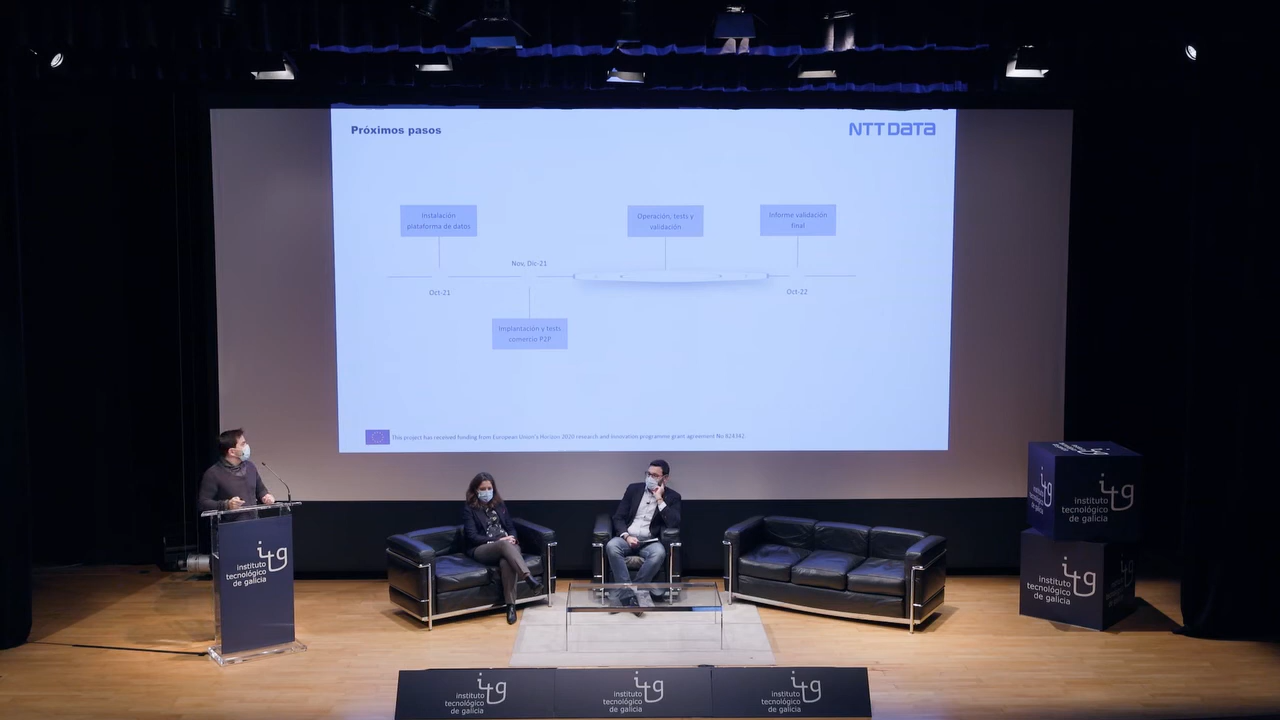 Próximos pasos
NTT DATA
Instalación
plataforma de datos
Operación, tests y
validación
Informe validación
final
Nov, Dic-21
Oct-21
Oct-22
Implantación y tests
comercio P2P
This project has received funding from European Union's Horizon 2020 research and innovation programme grant agreement No 824342
itg
instituto
tecnológico
de galicia
itg
itg
instituto
tecnológico
de galicia
itg
instituto
tecnológico
de galicia
itg
itg
instituto
tecnológico
de galicia
itg
instituto
tecnológico
de galicia
itg
instituto
tecnológico
de galicia